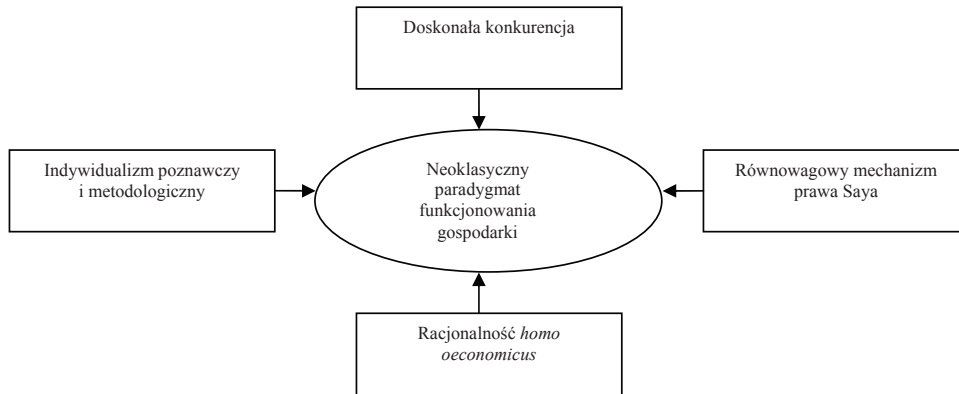 Doskonała konkurencja
Indywidualizm poznawczy
i metodologiczny
Neoklasyczny
paradygmat
funkcjonowania
gospodarki
Równowagowy mechanizm
prawa Saya
Racjonalność homo
oeconomicus